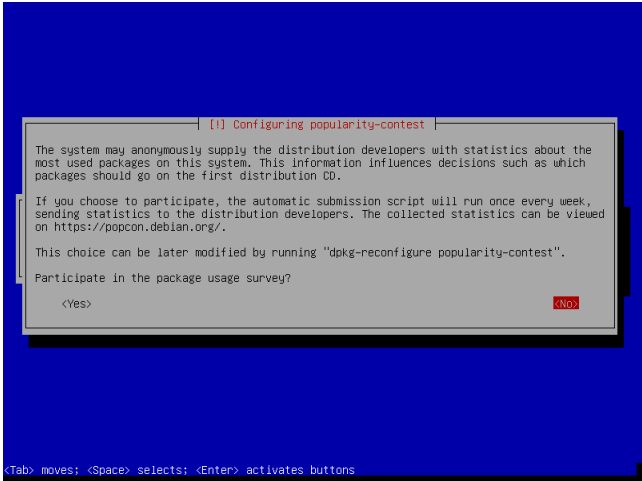 [!] Configuring popularity-contest
The system may anonymously supply the distribution developers with statistics about the
most used packages on this system. This information influences decisions such as which
packages should go on the first distribution CD.
If you choose to participate, the automatic submission script will run once every week,
sending statistics to the distribution developers. The collected statistics can be viewed
on https://popcon.debian.org/.
This choice can be later modified by running "dpkg-reconfigure popularity-contest".
Participate in the package usage survey?
<Yes> <No>
<Tab> moves; <Space> selects; <Enter> activates buttons